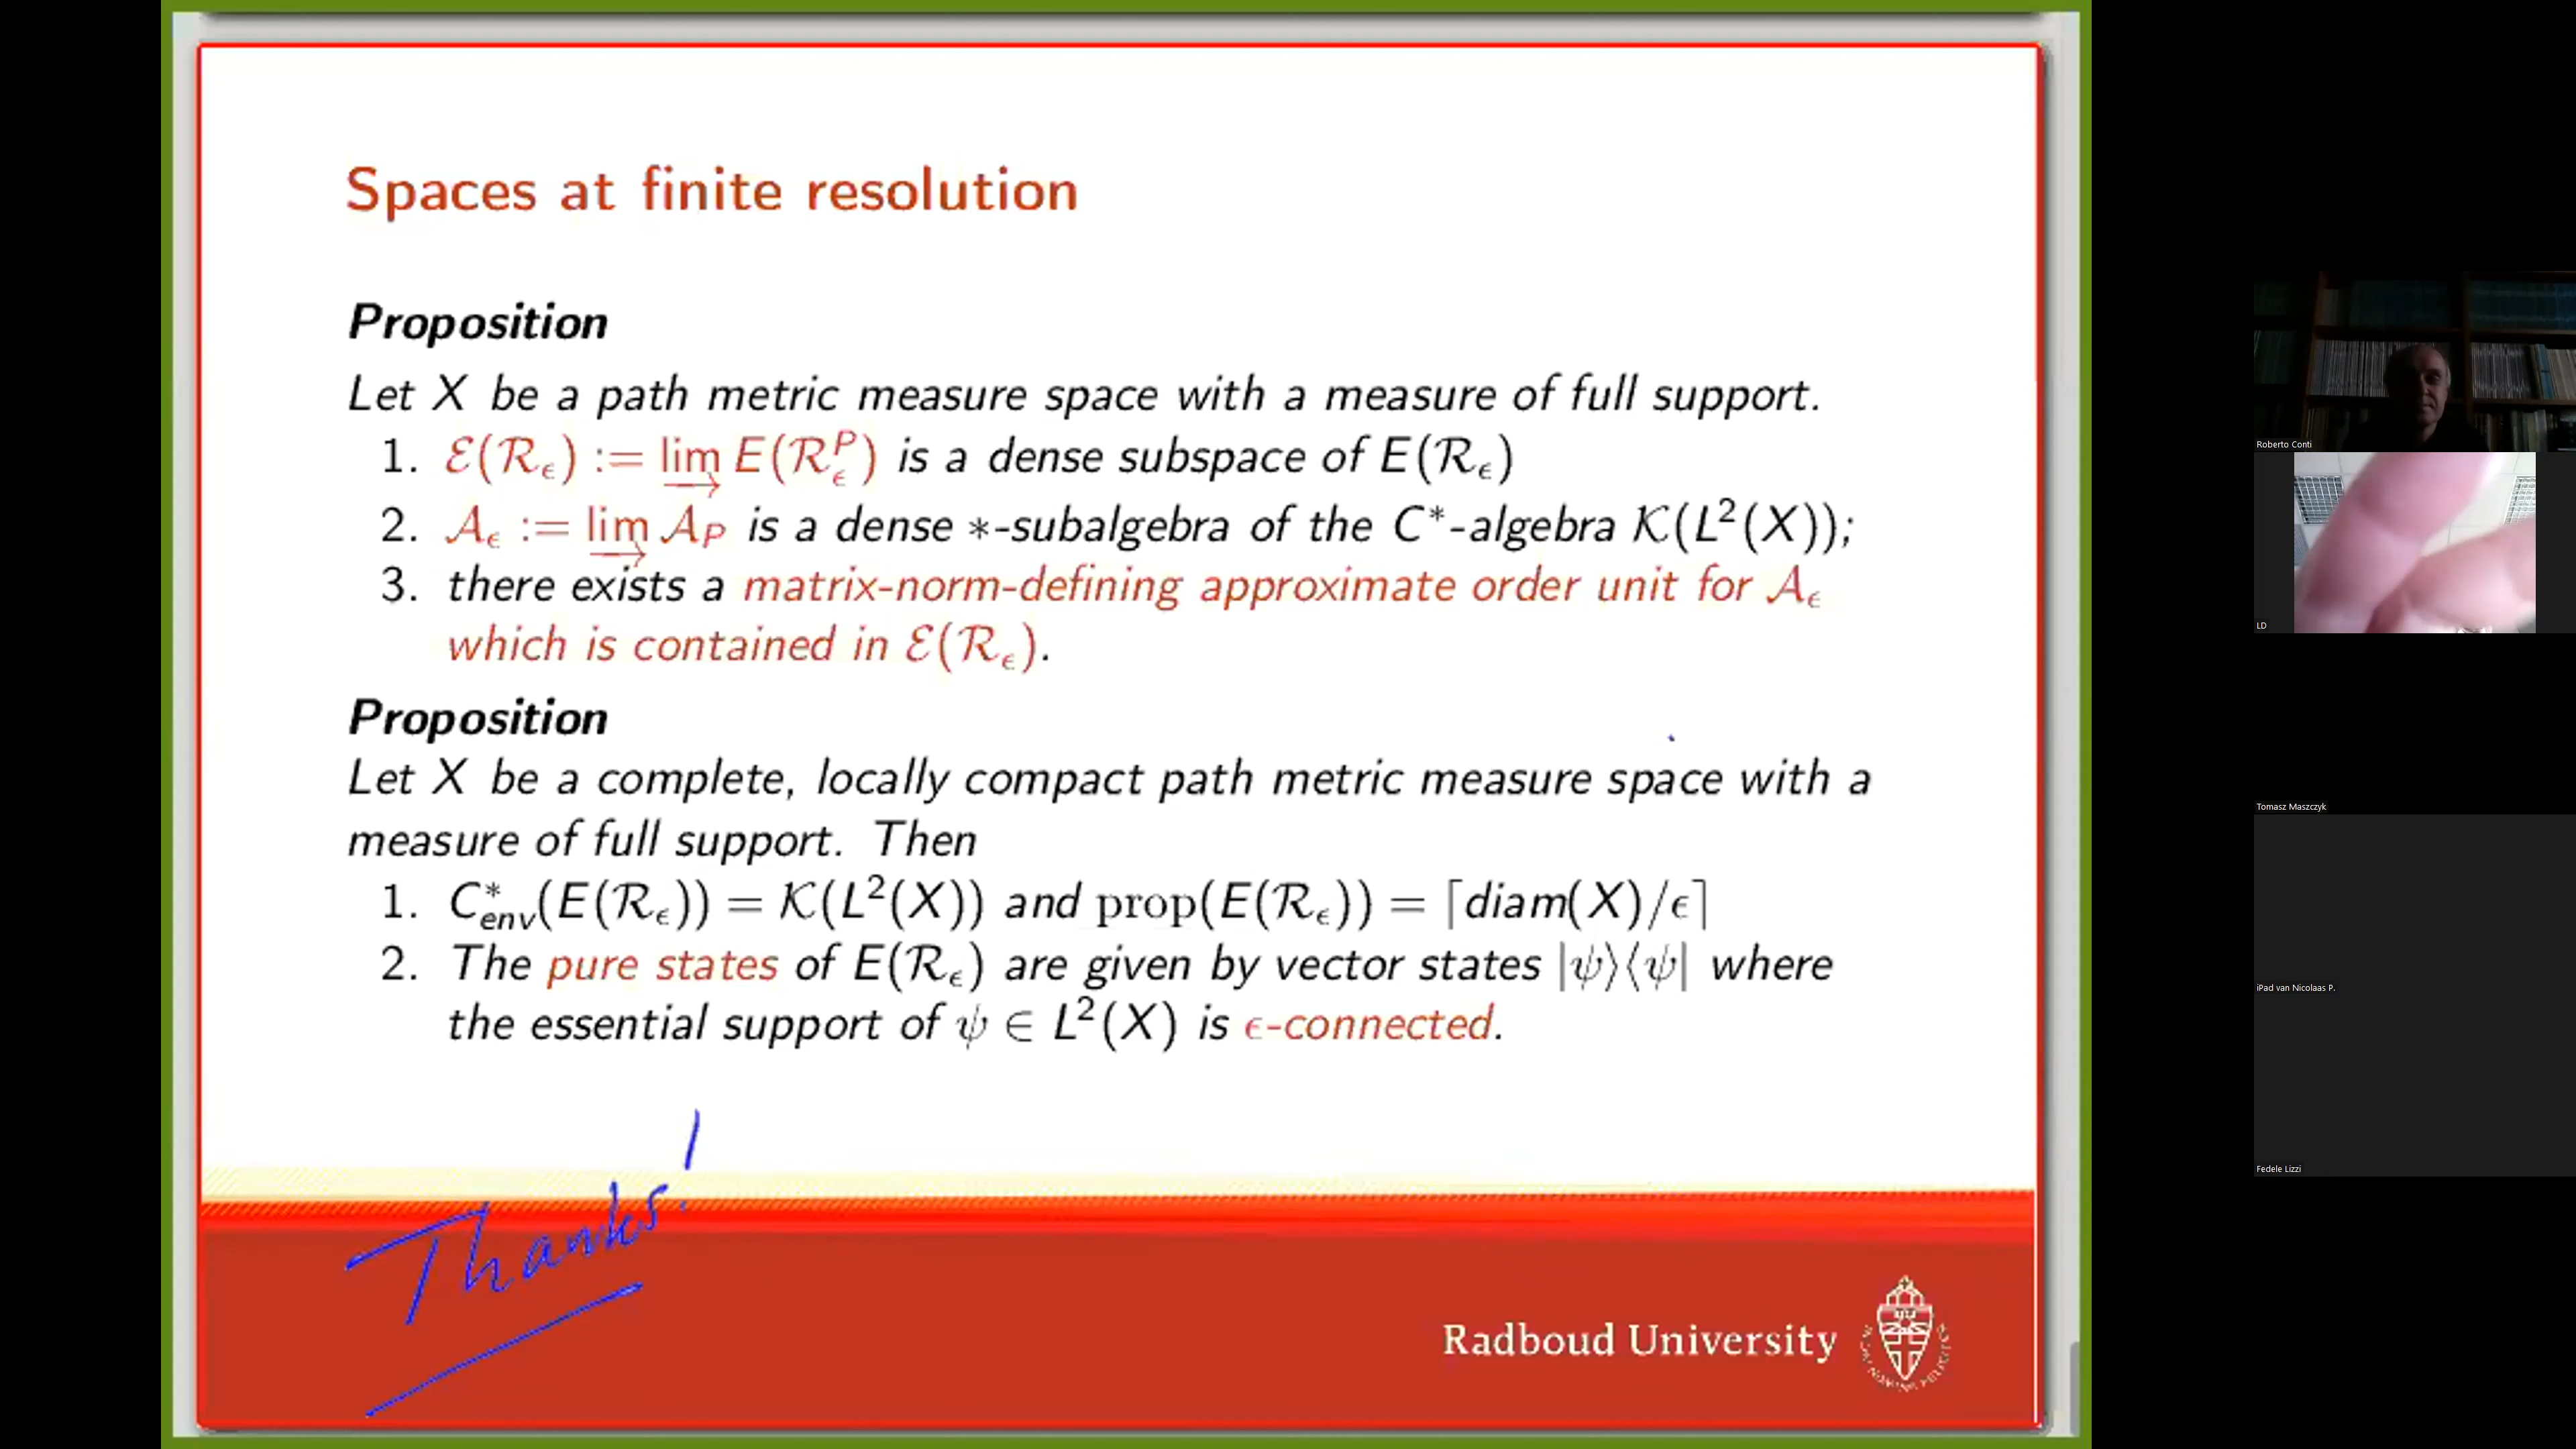 Spaces at finite resolution
Proposition
Let X be a path metric measure space with a measure of full support.
1. ℰ(ℛ_ϵ) := lim→ E(ℛ_ϵ^P) is a dense subspace of E(ℛ_ϵ)
2. 𝒜_ϵ := lim→ 𝒜_P is a dense ∗-subalgebra of the C*-algebra 𝒦(L²(X));
3. there exists a matrix-norm-defining approximate order unit for 𝒜_ϵ
which is contained in ℰ(ℛ_ϵ).
Proposition
Let X be a complete, locally compact path metric measure space with a
measure of full support. Then
1. C*_env(E(ℛ_ϵ)) = 𝒦(L²(X)) and prop(E(ℛ_ϵ)) = ⌈diam(X)/ϵ⌉
2. The pure states of E(ℛ_ϵ) are given by vector states |ψ⟩⟨ψ| where
the essential support of ψ ∈ L²(X) is ϵ-connected.
Thanks!
Radboud University
Roberto Conti
LD
Tomasz Maszczyk
iPad van Nicolaas P.
Fedele Lizzi